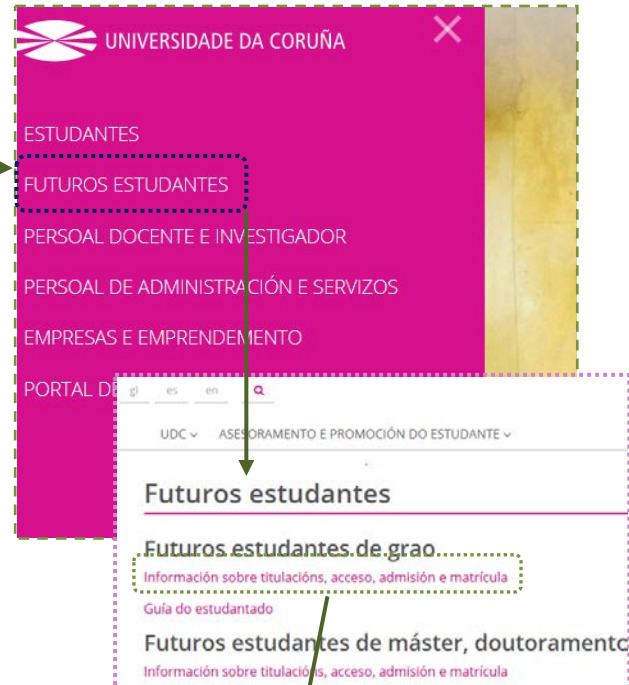 UNIVERSIDADE DA CORUÑA
ESTUDANTES
FUTUROS ESTUDANTES
PERSOAL DOCENTE E INVESTIGADOR
PERSOAL DE ADMINISTRACIÓN E SERVIZOS
EMPRESAS E EMPRENDEMENTO
PORTAL DE
gl es en
UDC ASESORAMENTO E PROMOCIÓN DO ESTUDANTE
Futuros estudantes
Futuros estudantes de grao
Información sobre titulacións, acceso, admisión e matrícula
Guía do estudantado
Futuros estudantes de máster, doutoramento
Información sobre titulacións, acceso, admisión e matrícula